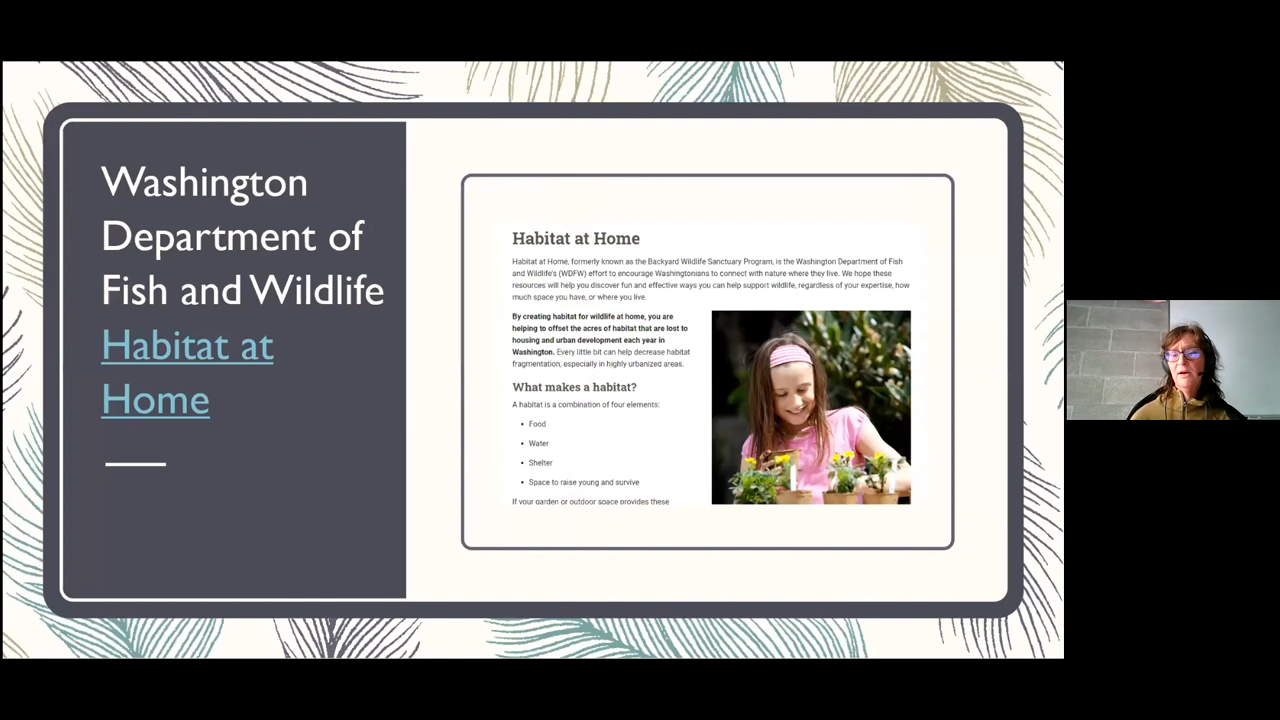 Washington
Department of
Fish and Wildlife
Habitat at
Home
Habitat at Home
Habitat at Home, formerly known as the Backyard Wildlife Sanctuary Program, is the Washington Department of Fish
and Wildlife's (WDFW) effort to encourage Washingtonians to connect with nature where they live. We hope these
resources will help you discover fun and effective ways you can help support wildlife, regardless of your expertise, how
much space you have, or where you live.
By creating habitat for wildlife at home, you are
helping to offset the acres of habitat that are lost to
housing and urban development each year in
Washington. Every little bit can help decrease habitat
fragmentation, especially in highly urbanized areas.
What makes a habitat?
A habitat is a combination of four elements:
• Food
• Water
• Shelter
• Space to raise young and survive
If your garden or outdoor space provides these